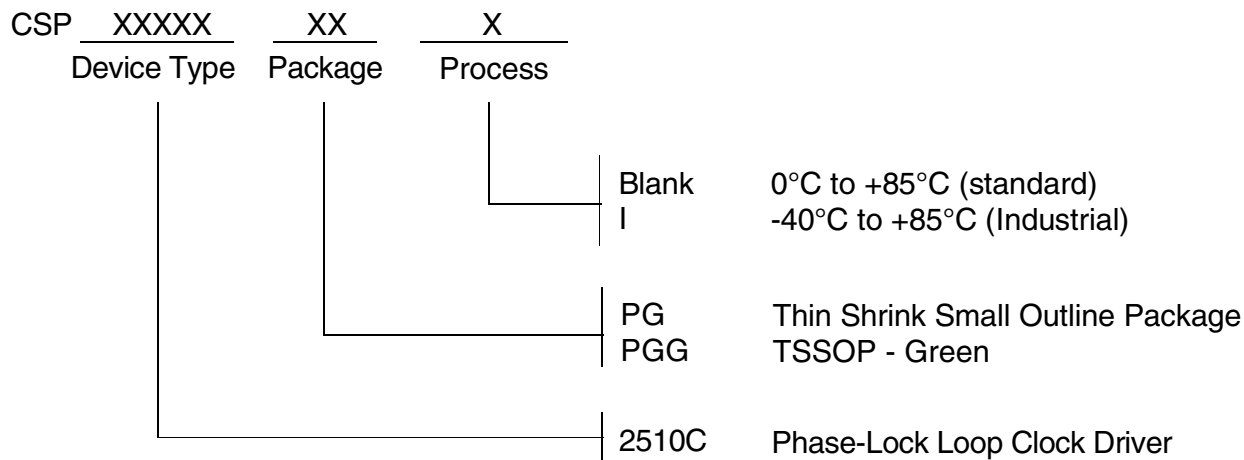 CSP XXXXX XX X
Device Type Package Process
Blank 0°C to +85°C (standard)
I -40°C to +85°C (Industrial)
PG Thin Shrink Small Outline Package
PGG TSSOP - Green
2510C Phase-Lock Loop Clock Driver